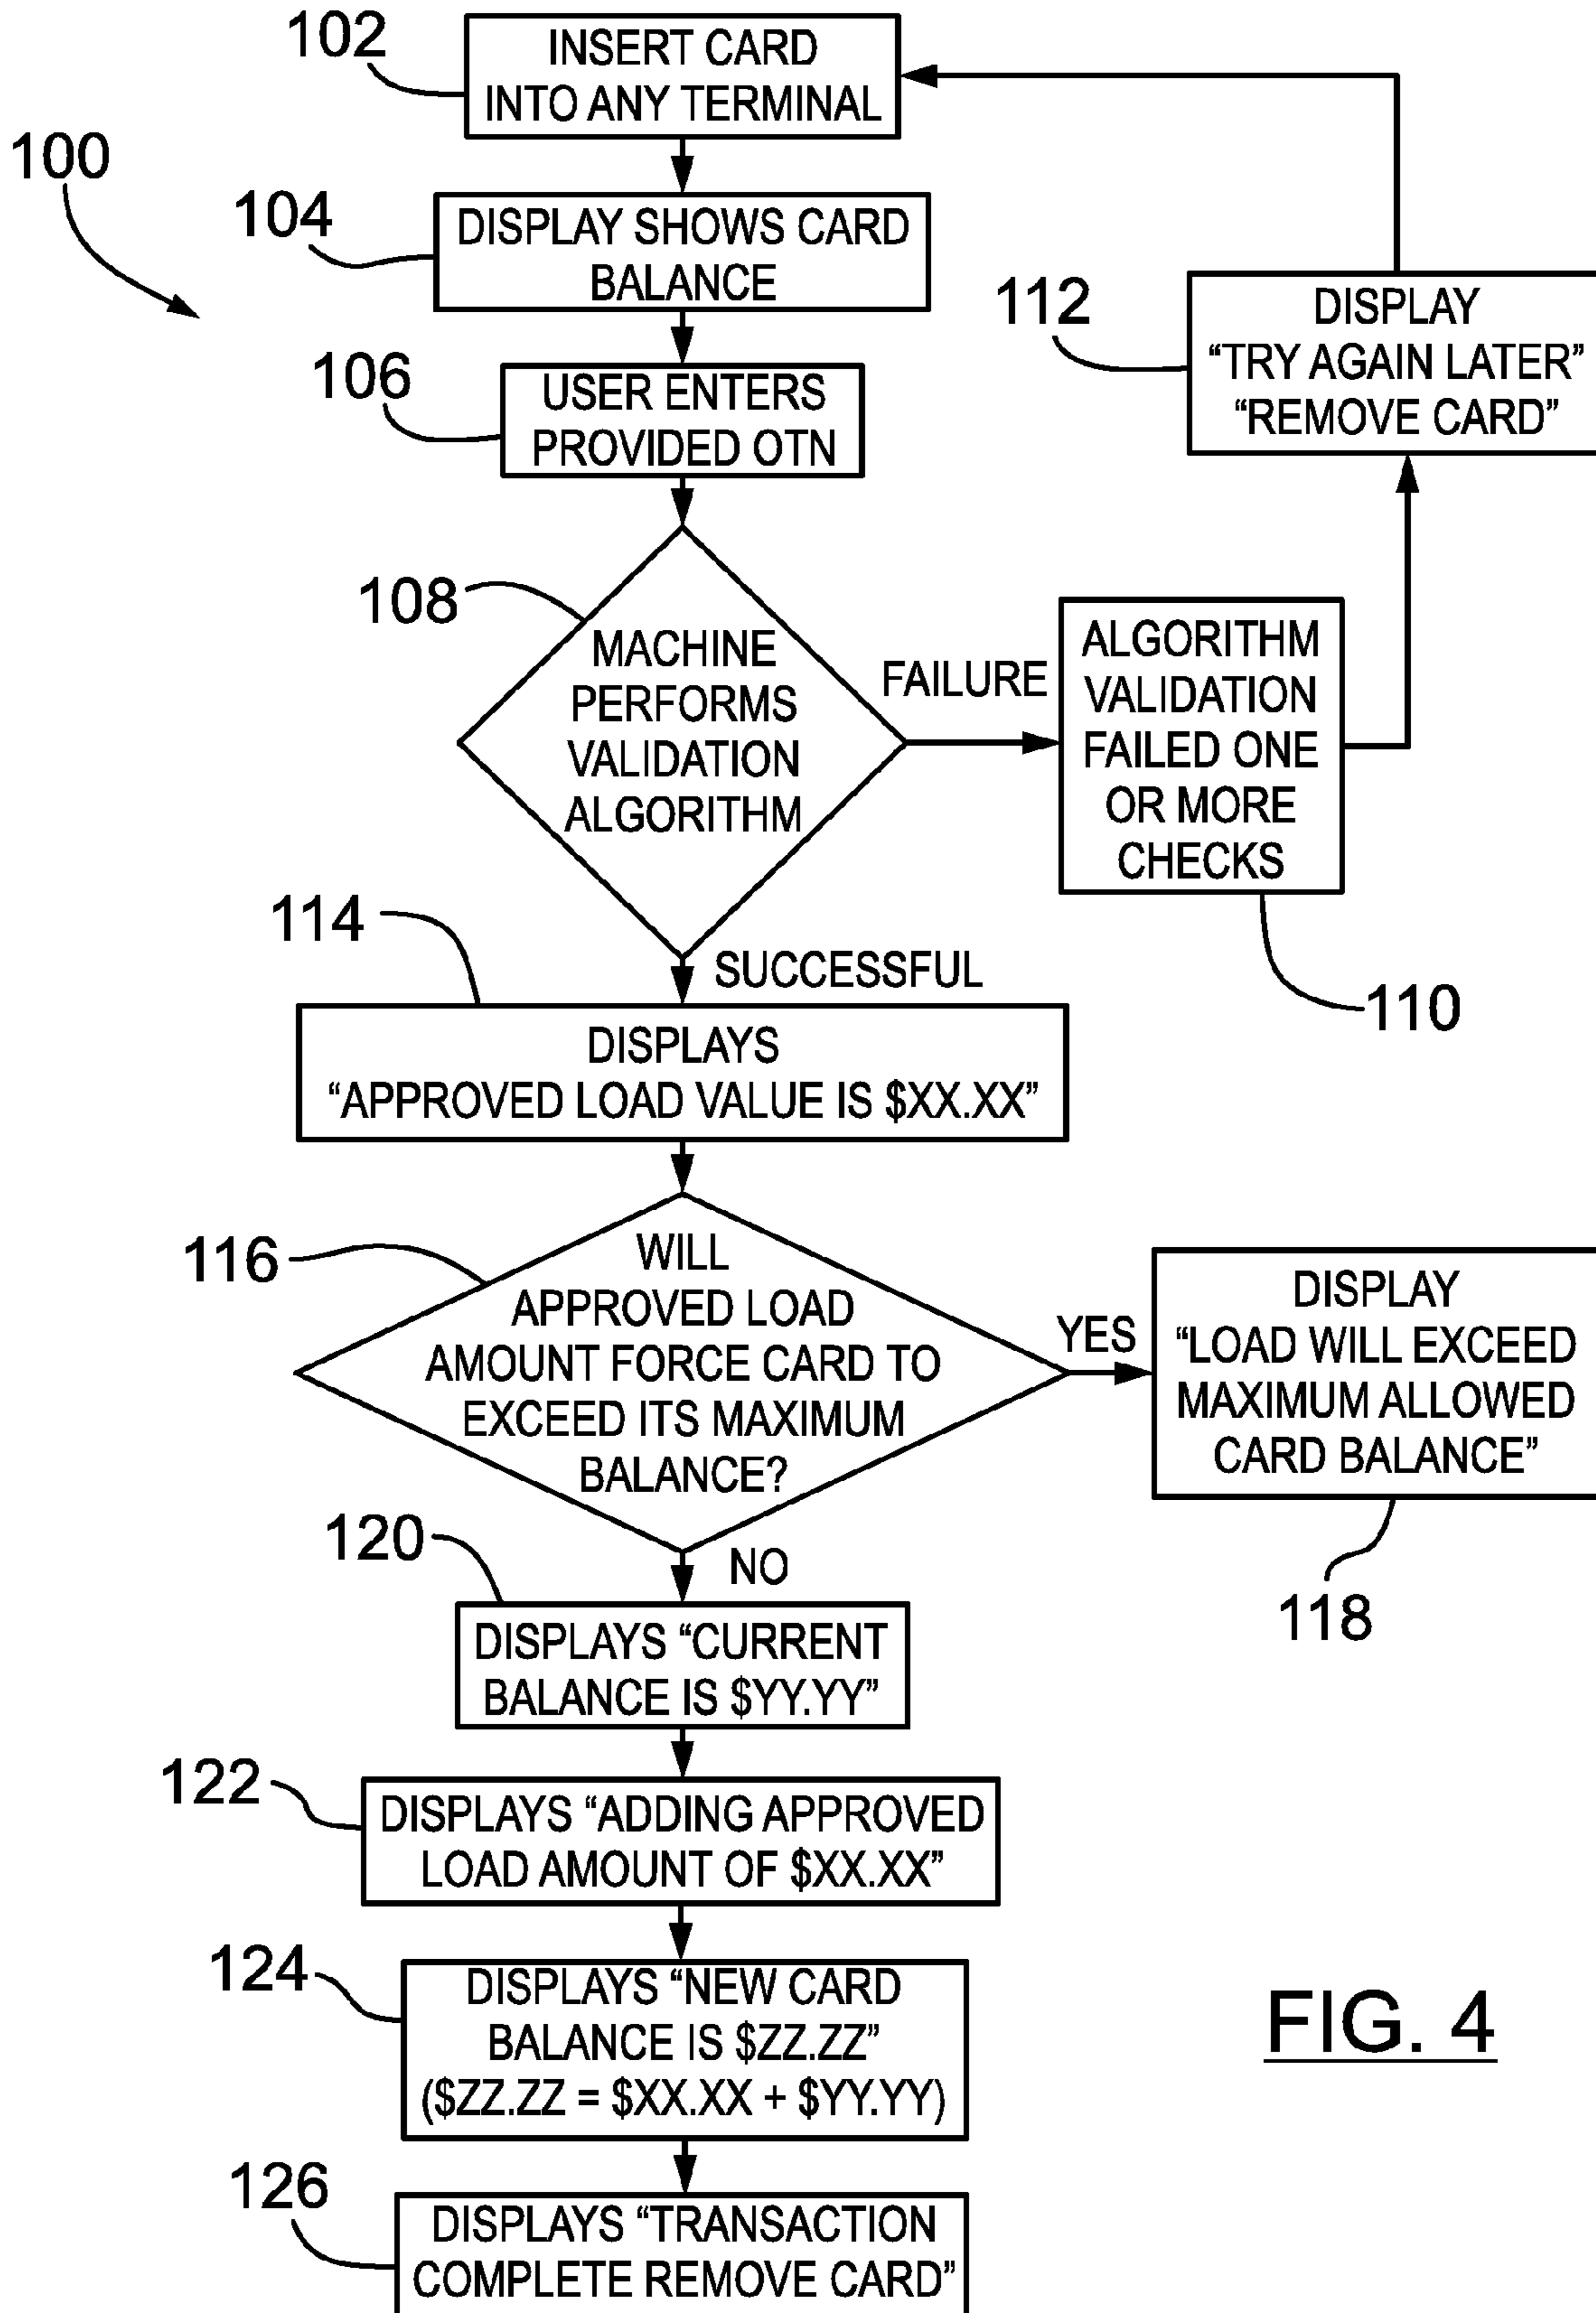 102
INSERT CARD
INTO ANY TERMINAL
100
104
DISPLAY SHOWS CARD
BALANCE
112
DISPLAY
“TRY AGAIN LATER”
“REMOVE CARD”
106
USER ENTERS
PROVIDED OTN
108
MACHINE
PERFORMS
VALIDATION
ALGORITHM
FAILURE
ALGORITHM
VALIDATION
FAILED ONE
OR MORE
CHECKS
110
SUCCESSFUL
114
DISPLAYS
“APPROVED LOAD VALUE IS $XX.XX”
116
WILL
APPROVED LOAD
AMOUNT FORCE CARD TO
EXCEED ITS MAXIMUM
BALANCE?
YES
DISPLAY
“LOAD WILL EXCEED
MAXIMUM ALLOWED
CARD BALANCE”
118
NO
120
DISPLAYS “CURRENT
BALANCE IS $YY.YY”
122
DISPLAYS “ADDING APPROVED
LOAD AMOUNT OF $XX.XX”
124
DISPLAYS “NEW CARD
BALANCE IS $ZZ.ZZ”
($ZZ.ZZ = $XX.XX + $YY.YY)
126
DISPLAYS “TRANSACTION
COMPLETE REMOVE CARD”
FIG. 4